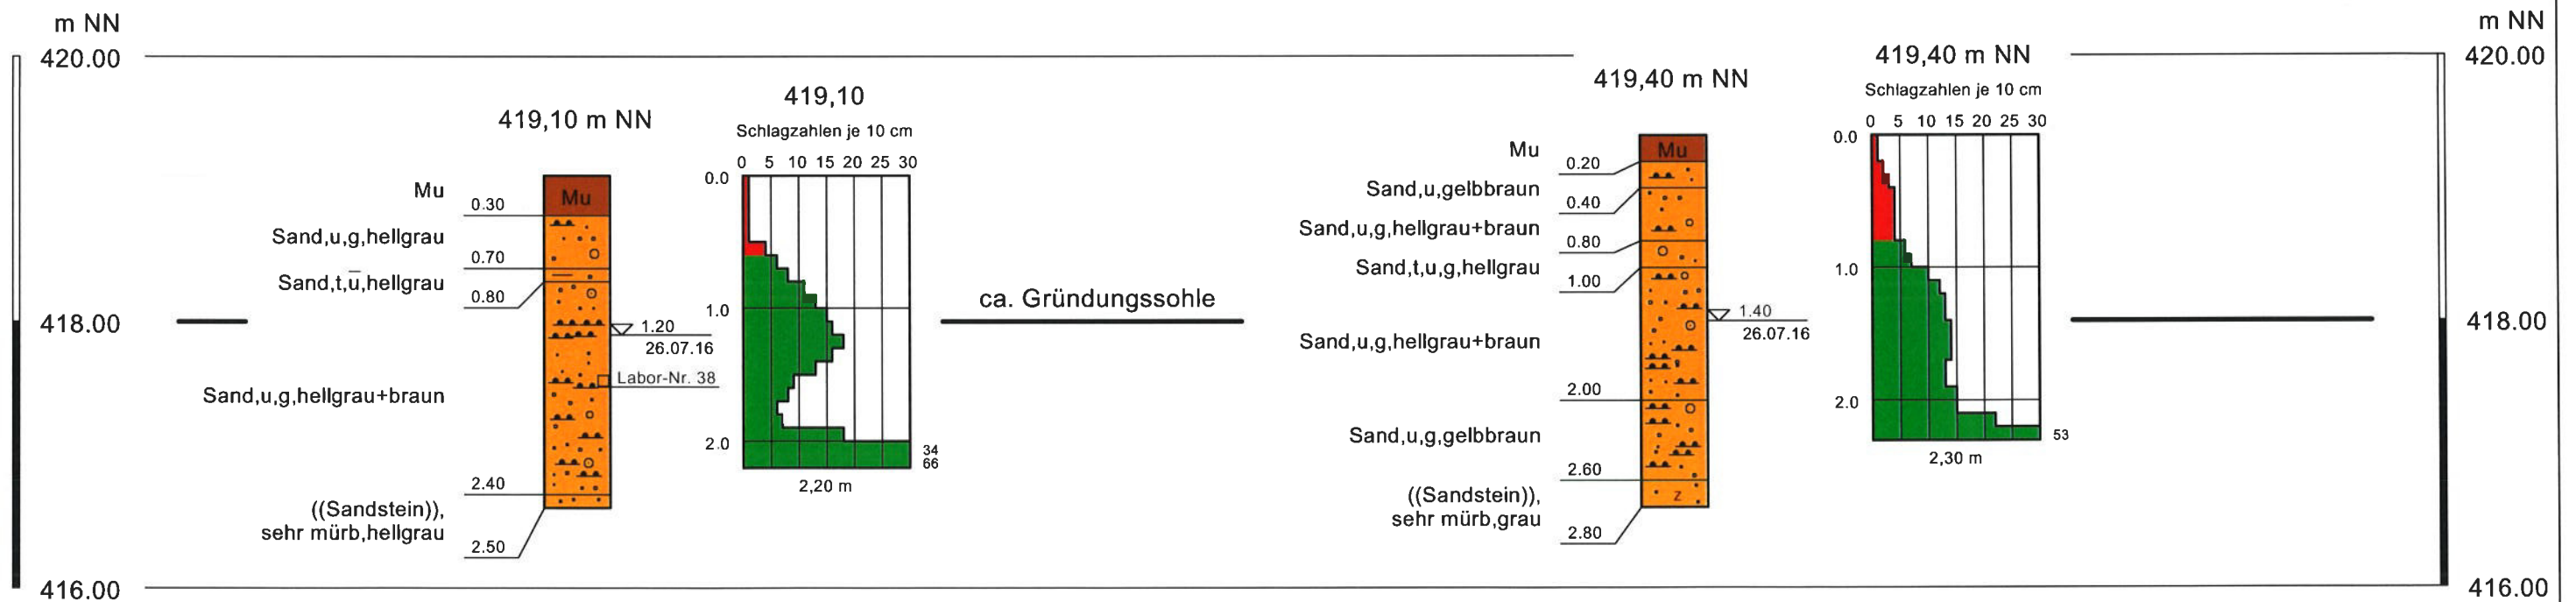 m NN
420.00
418.00
416.00
419,10 m NN
Mu
Mu
0.30
Sand,u,g,hellgrau
0.70
Sand,t,ū,hellgrau
0.80
1.20
26.07.16
Labor-Nr. 38
Sand,u,g,hellgrau+braun
2.40
((Sandstein)),
sehr mürb,hellgrau
2.50
419,10
Schlagzahlen je 10 cm
0 5 10 15 20 25 30
0.0
1.0
2.0
34
66
2,20 m
ca. Gründungssohle
419,40 m NN
Mu
Mu
0.20
Sand,u,gelbbraun
0.40
Sand,u,g,hellgrau+braun
0.80
Sand,t,u,g,hellgrau
1.00
1.40
26.07.16
Sand,u,g,hellgrau+braun
2.00
Sand,u,g,gelbbraun
2.60
((Sandstein)),
sehr mürb,grau
z
2.80
419,40 m NN
Schlagzahlen je 10 cm
0 5 10 15 20 25 30
0.0
1.0
2.0
53
2,30 m
m NN
420.00
418.00
416.00